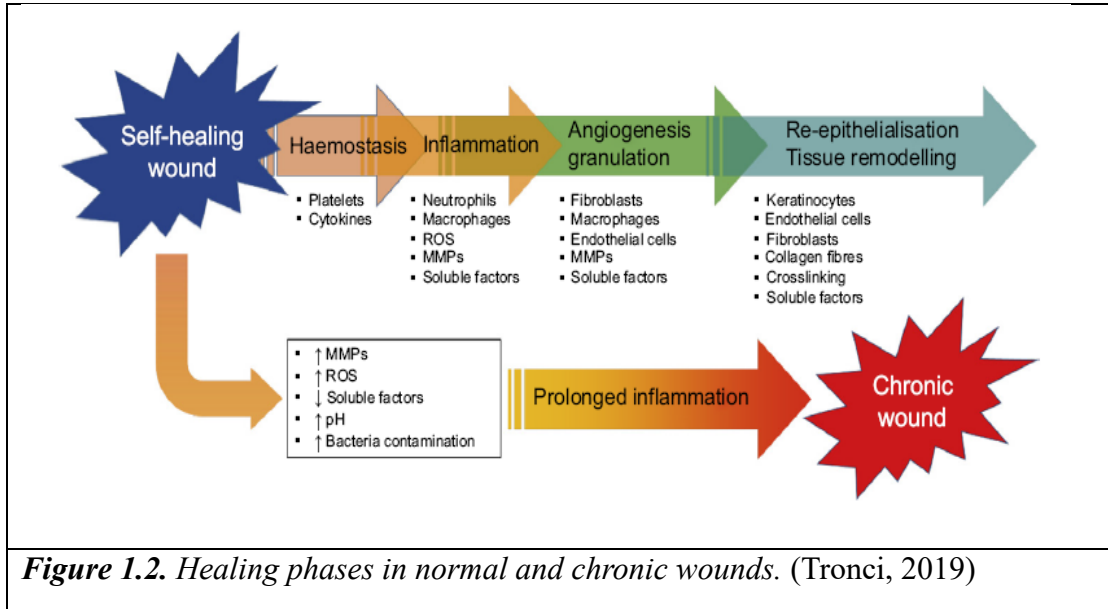 Self-healing
wound
Haemostasis
Inflammation
Angiogenesis
granulation
Re-epithelialisation
Tissue remodelling
▪ Platelets
▪ Cytokines
▪ Neutrophils
▪ Macrophages
▪ ROS
▪ MMPs
▪ Soluble factors
▪ Fibroblasts
▪ Macrophages
▪ Endothelial cells
▪ MMPs
▪ Soluble factors
▪ Keratinocytes
▪ Endothelial cells
▪ Fibroblasts
▪ Collagen fibres
▪ Crosslinking
▪ Soluble factors
▪ ↑ MMPs
▪ ↑ ROS
▪ ↓ Soluble factors
▪ ↑ pH
▪ ↑ Bacteria contamination
Prolonged inflammation
Chronic
wound
Figure 1.2. Healing phases in normal and chronic wounds. (Tronci, 2019)